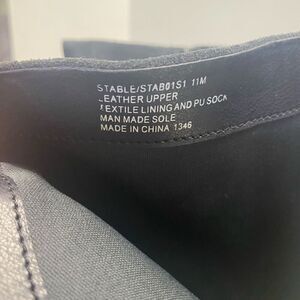 STABLE/STAB01S1 11M
LEATHER UPPER
TEXTILE LINING AND PU SOCK
MAN MADE SOLE
MADE IN CHINA 1346